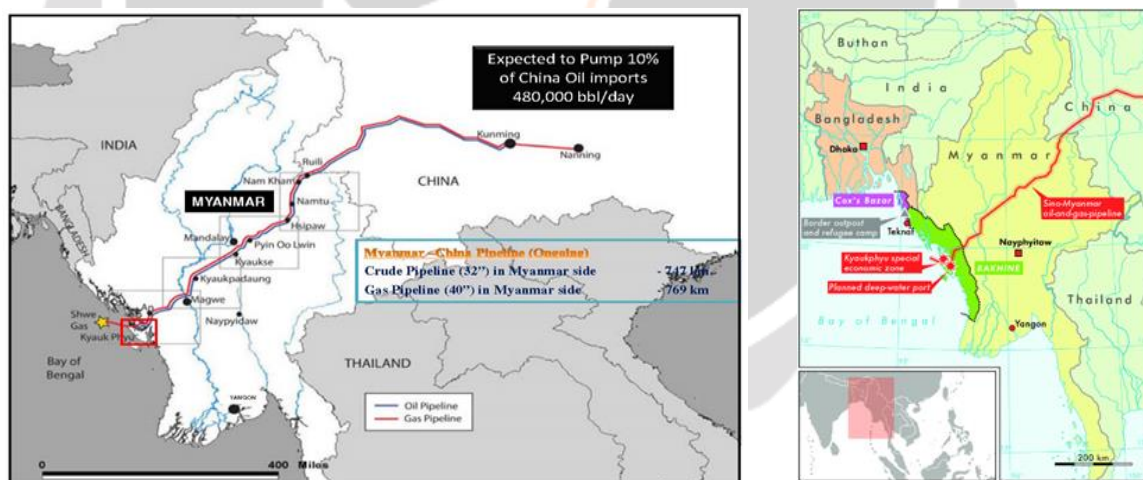 Expected to Pump 10%
of China Oil imports
480,000 bbl/day
INDIA
CHINA
MYANMAR
BANGLADESH
Kunming
Nanning
Ruili
Nam Kham
Namtu
Hsipaw
Mandalay
Pyin Oo Lwin
Kyaukse
Kyaukpadaung
Magwe
Naypyidaw
Shwe
Gas
Kyauk Phyu
Bay of
Bengal
YANGON
THAILAND
Myanmar - China Pipeline (Ongoing)
Crude Pipeline (32”) in Myanmar side - 747 km
Gas Pipeline (40”) in Myanmar side - 769 km
Oil Pipeline
Gas Pipeline
0 400 Miles
Buthan
India
China
Bangladesh
Dhaka
Myanmar
Cox's Bazar
Border outpost
and refugee camp
Teknaf
Sino-Myanmar
oil-and-gas-pipeline
Kyaukphyu special
economic zone
Nayphyitaw
RAKHINE
Planned deep-water port
Thailand
Bay of Bengal
Yangon
200 km